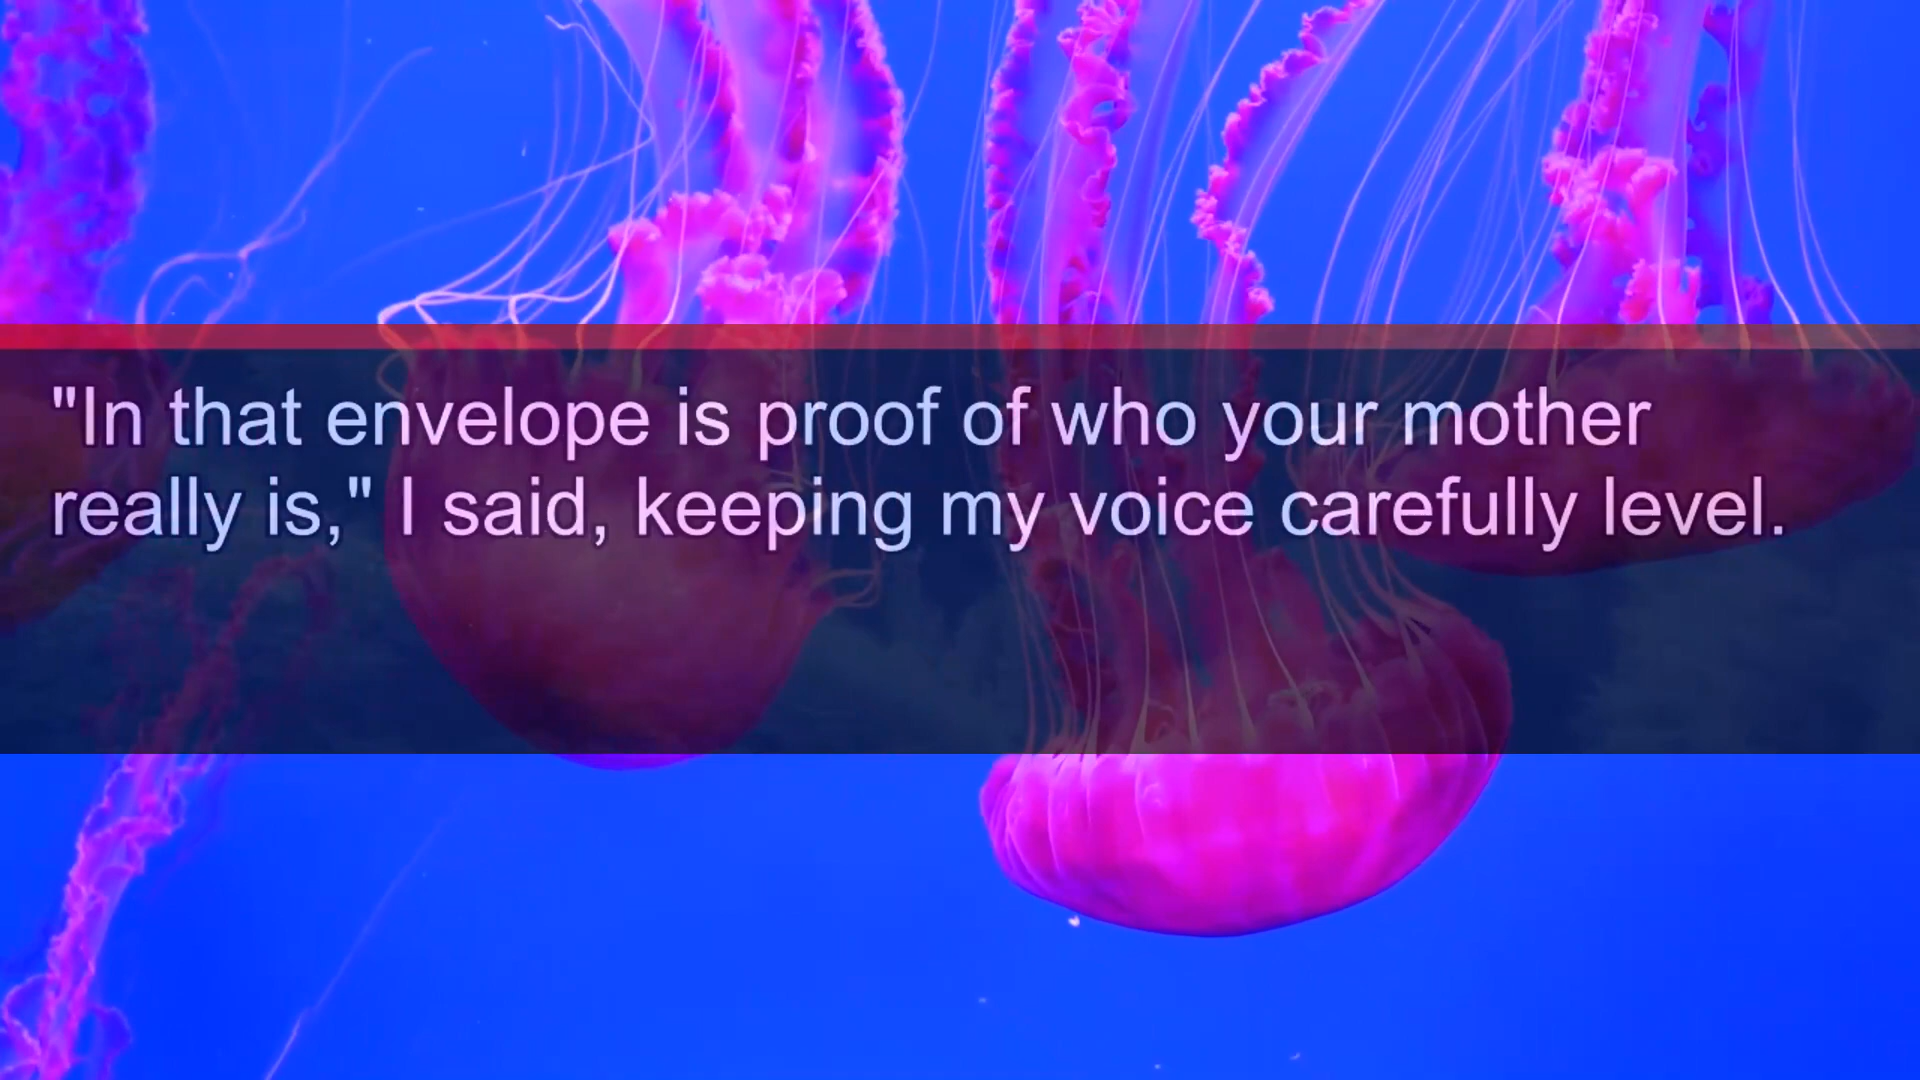 "In that envelope is proof of who your mother
really is," I said, keeping my voice carefully level.